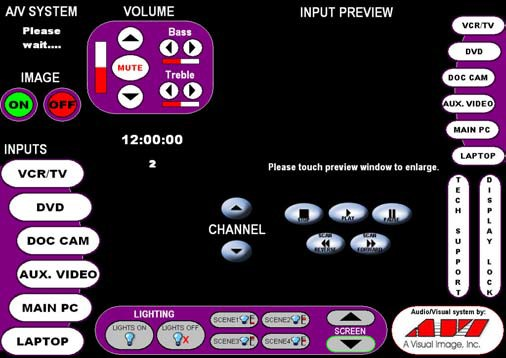 A/V SYSTEM
Please
wait....
IMAGE
ON
OFF
VOLUME
MUTE
Bass
Treble
INPUT PREVIEW
VCR/TV
DVD
DOC CAM
AUX. VIDEO
MAIN PC
LAPTOP
12:00:00
2
Please touch preview window to enlarge.
INPUTS
VCR/TV
DVD
DOC CAM
AUX. VIDEO
MAIN PC
LAPTOP
CHANNEL
PLAY
PAUSE
SCAN
REVERSE
SCAN
FORWARD
TECH SUPPORT
DISPLAY LOCK
LIGHTING
LIGHTS ON
LIGHTS OFF
SCENE1
SCENE2
SCENE3
SCENE4
SCREEN
Audio/Visual system by:
AVI
A Visual Image, Inc.